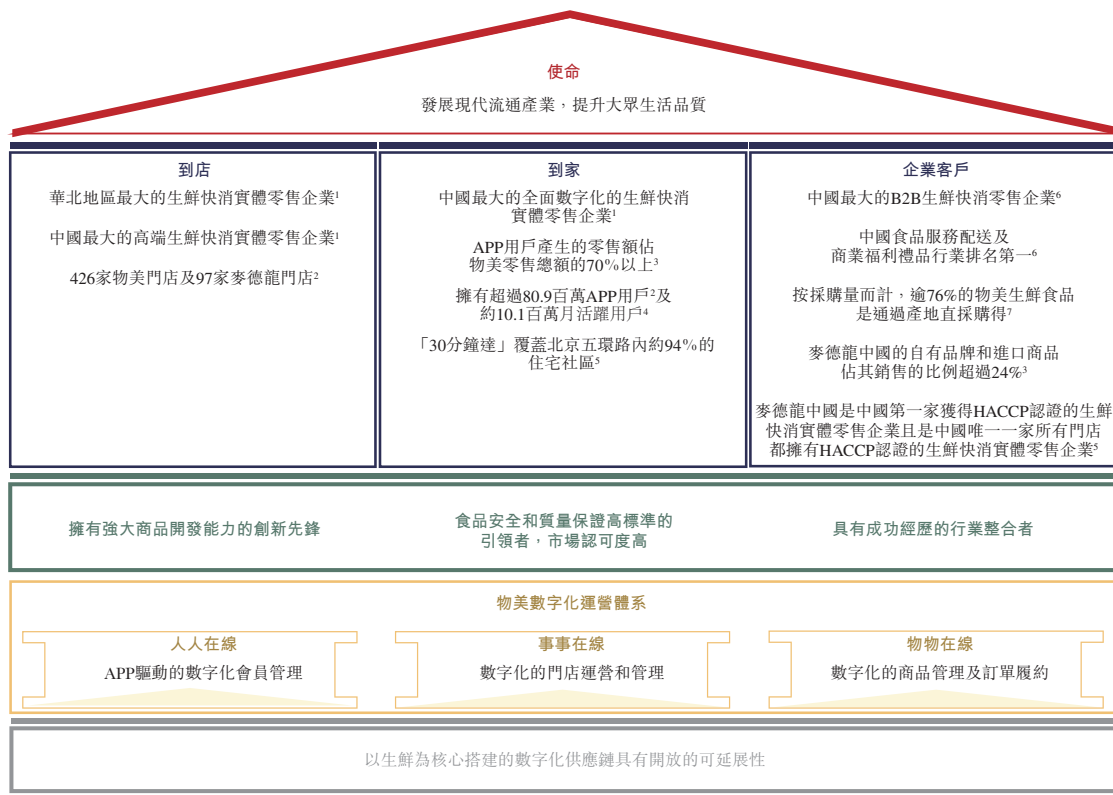 使命
發展現代流通產業，提升大眾生活品質
到店
華北地區最大的生鮮快消實體零售企業¹
中國最大的高端生鮮快消實體零售企業¹
426家物美門店及97家麥德龍門店²
到家
中國最大的全面數字化的生鮮快消
實體零售企業¹
APP用戶產生的零售額佔
物美零售總額的70%以上³
擁有超過80.9百萬APP用戶²及
約10.1百萬月活躍用戶⁴
「30分鐘達」覆蓋北京五環路內約94%的
住宅社區⁵
企業客戶
中國最大的B2B生鮮快消零售企業⁶
中國食品服務配送及
商業福利禮品行業排名第一⁶
按採購量而計，逾76%的物美生鮮食品
是通過產地直採購得⁷
麥德龍中國的自有品牌和進口商品
佔其銷售的比例超過24%³
麥德龍中國是中國第一家獲得HACCP認證的生鮮
快消實體零售企業且是中國唯一一家所有門店
都擁有HACCP認證的生鮮快消實體零售企業⁵
擁有強大商品開發能力的創新先鋒
食品安全和質量保證高標準的
引領者，市場認可度高
具有成功經歷的行業整合者
物美數字化運營體系
人人在線
APP驅動的數字化會員管理
事事在線
數字化的門店運營和管理
物物在線
數字化的商品管理及訂單履約
以生鮮為核心搭建的數字化供應鏈具有開放的可延展性